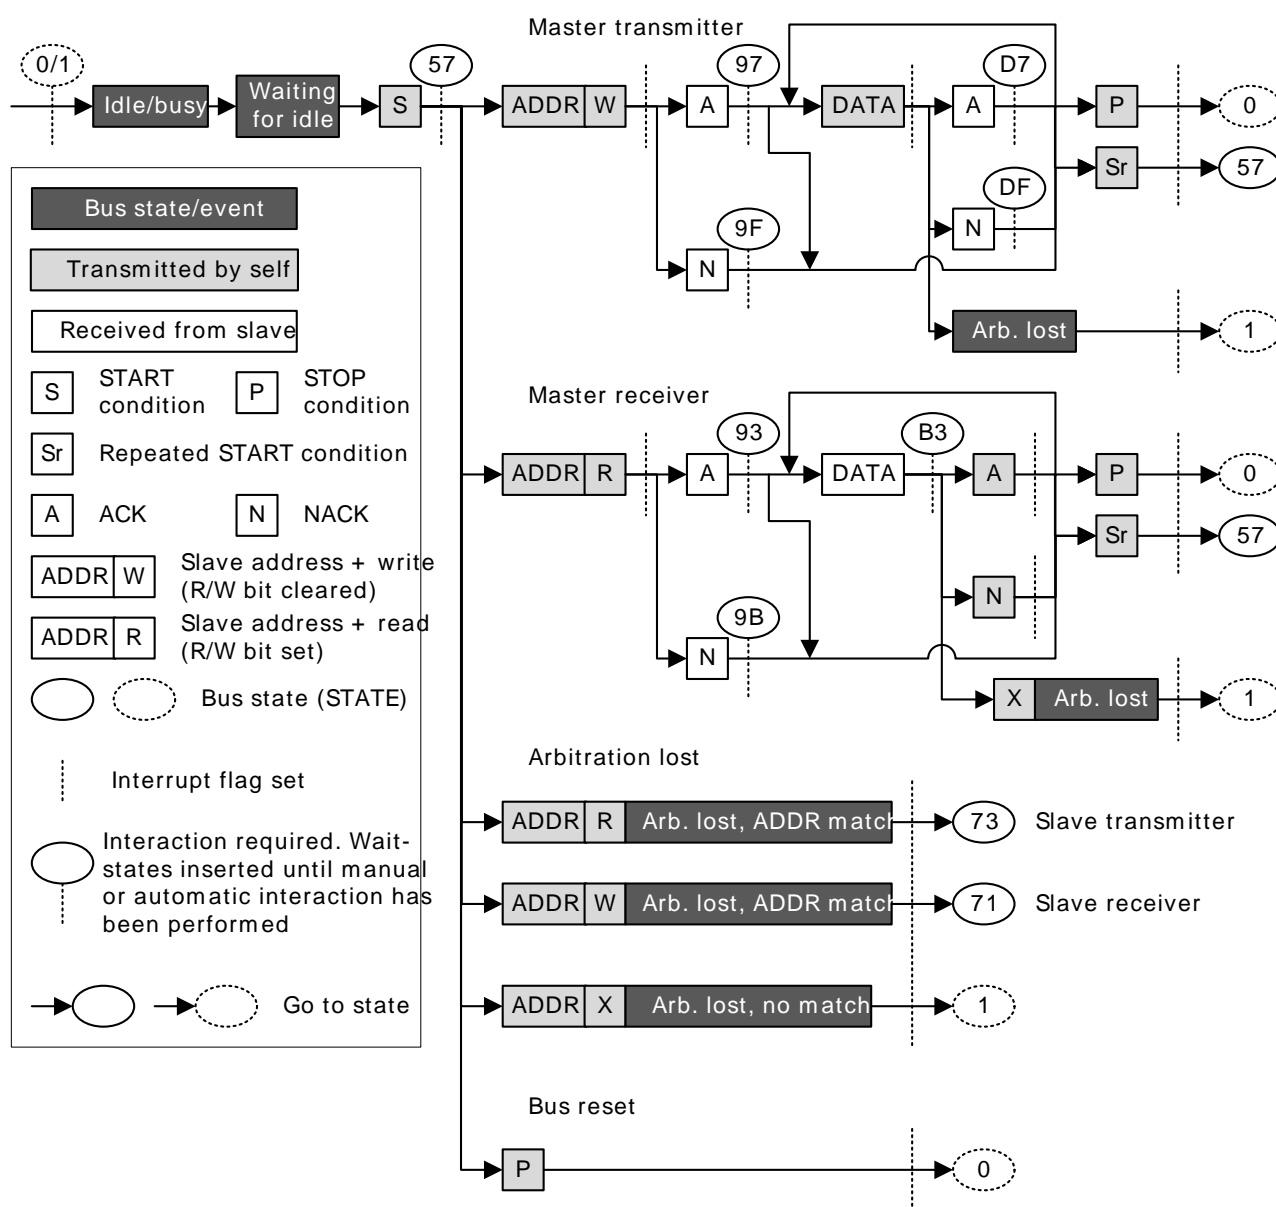 Master transmitter
0/1
57
97
D7
Idle/busy
Waiting
for idle
S
ADDR W
A
DATA
A
P
0
Sr
57
DF
N
9F
N
Arb. lost
1
Bus state/event
Transmitted by self
Received from slave
S
START
condition
P
STOP
condition
Sr
Repeated START condition
A
ACK
N
NACK
ADDR W
Slave address + write
(R/W bit cleared)
ADDR R
Slave address + read
(R/W bit set)
Bus state (STATE)
Interrupt flag set
Interaction required. Wait-
states inserted until manual
or automatic interaction has
been performed
Go to state
Master receiver
93
B3
ADDR R
A
DATA
A
P
0
Sr
57
N
9B
N
X
Arb. lost
1
Arbitration lost
ADDR R Arb. lost, ADDR match
73
Slave transmitter
ADDR W Arb. lost, ADDR match
71
Slave receiver
ADDR X Arb. lost, no match
1
Bus reset
P
0